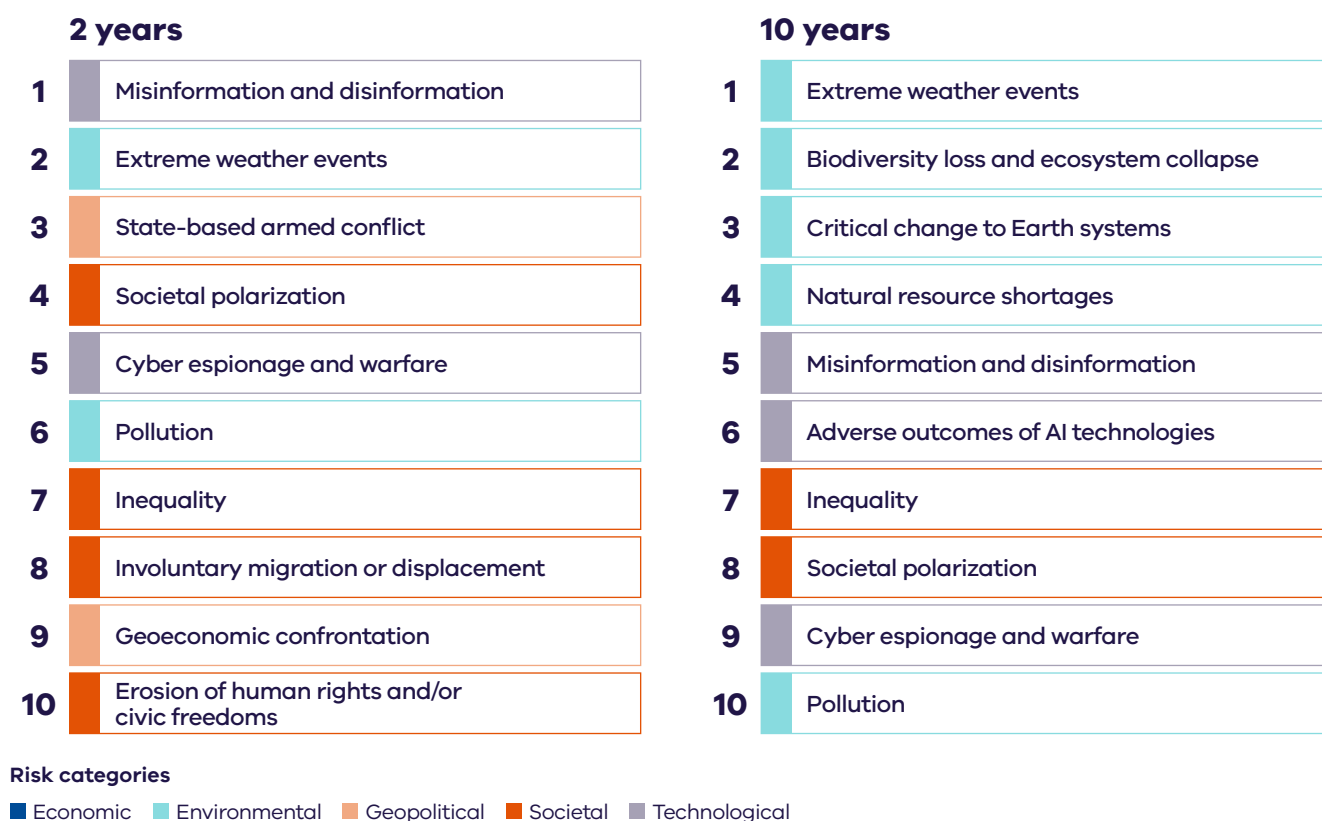 2 years
1 Misinformation and disinformation
2 Extreme weather events
3 State-based armed conflict
4 Societal polarization
5 Cyber espionage and warfare
6 Pollution
7 Inequality
8 Involuntary migration or displacement
9 Geoeconomic confrontation
10 Erosion of human rights and/or
civic freedoms
10 years
1 Extreme weather events
2 Biodiversity loss and ecosystem collapse
3 Critical change to Earth systems
4 Natural resource shortages
5 Misinformation and disinformation
6 Adverse outcomes of AI technologies
7 Inequality
8 Societal polarization
9 Cyber espionage and warfare
10 Pollution
Risk categories
Economic Environmental Geopolitical Societal Technological